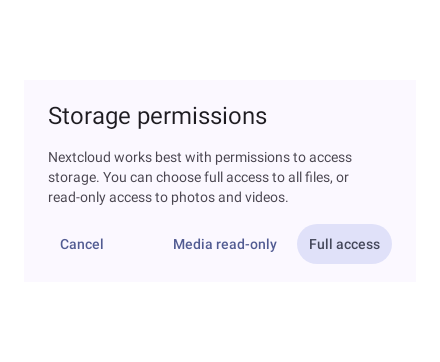 Storage permissions
Nextcloud works best with permissions to access
storage. You can choose full access to all files, or
read-only access to photos and videos.
Cancel
Media read-only
Full access